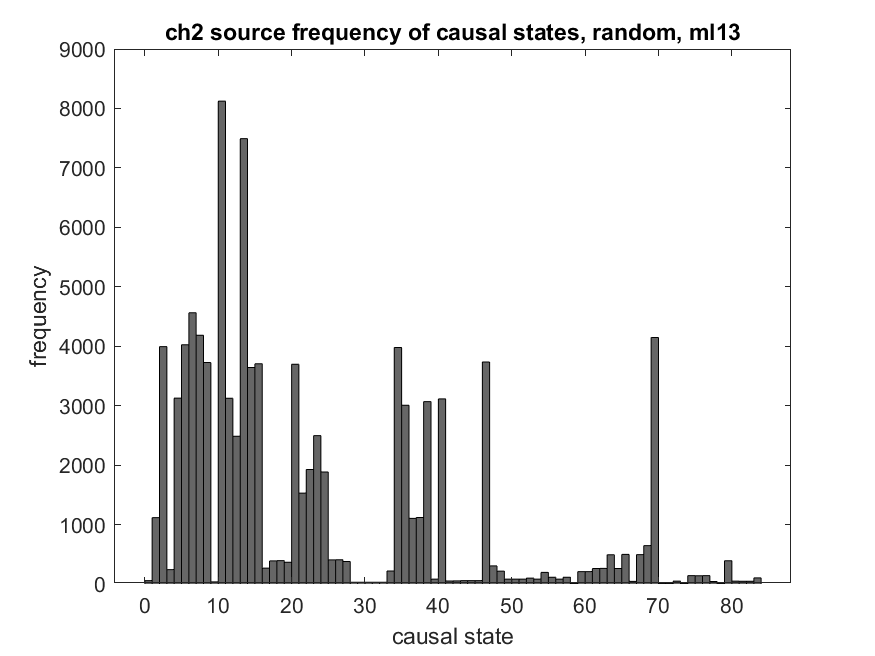 ch2 source frequency of causal states, random, ml13
9000
8000
7000
6000
5000
4000
3000
2000
1000
0
frequency
0 10 20 30 40 50 60 70 80
causal state